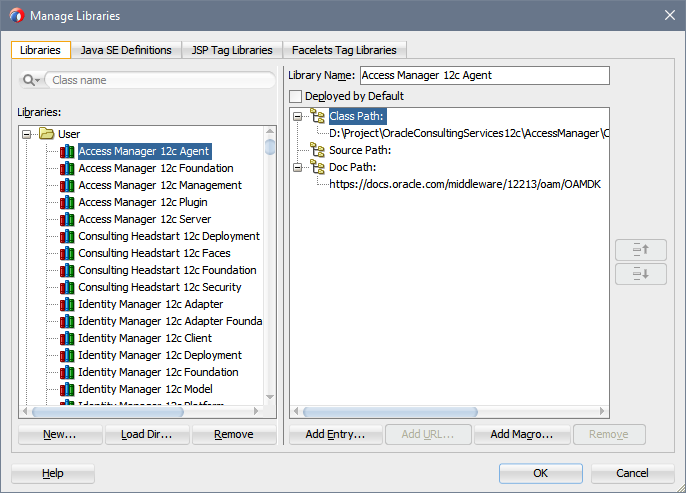 Manage Libraries
Libraries
Java SE Definitions
JSP Tag Libraries
Facelets Tag Libraries
Class name
Libraries:
User
Access Manager 12c Agent
Access Manager 12c Foundation
Access Manager 12c Management
Access Manager 12c Plugin
Access Manager 12c Server
Consulting Headstart 12c Deployment
Consulting Headstart 12c Faces
Consulting Headstart 12c Foundation
Consulting Headstart 12c Security
Identity Manager 12c Adapter
Identity Manager 12c Adapter Founda
Identity Manager 12c Client
Identity Manager 12c Deployment
Identity Manager 12c Foundation
Identity Manager 12c Model
Identity Manager 12c Platform
New...
Load Dir...
Remove
Library Name: Access Manager 12c Agent
Deployed by Default
Class Path:
D:\Project\OracleConsultingServices12c\AccessManager\C
Source Path:
Doc Path:
https://docs.oracle.com/middleware/12213/oam/OAMDK
Add Entry...
Add URL...
Add Macro...
Remove
Help
OK
Cancel